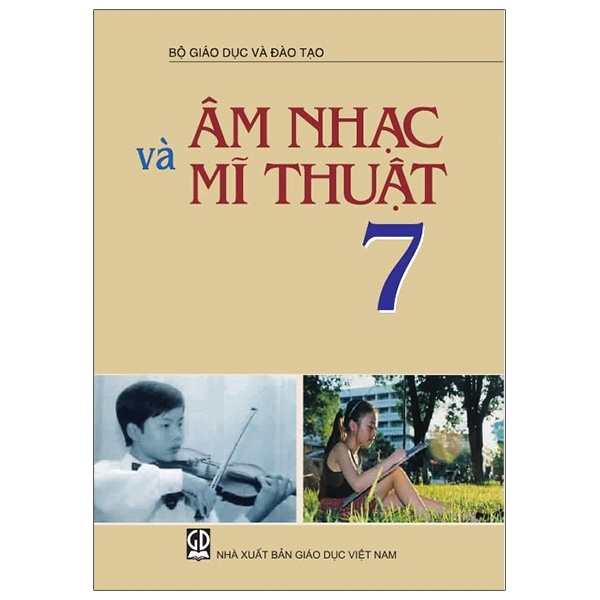 BỘ GIÁO DỤC VÀ ĐÀO TẠO
ÂM NHẠC
và MĨ THUẬT
7
GD
NHÀ XUẤT BẢN GIÁO DỤC VIỆT NAM